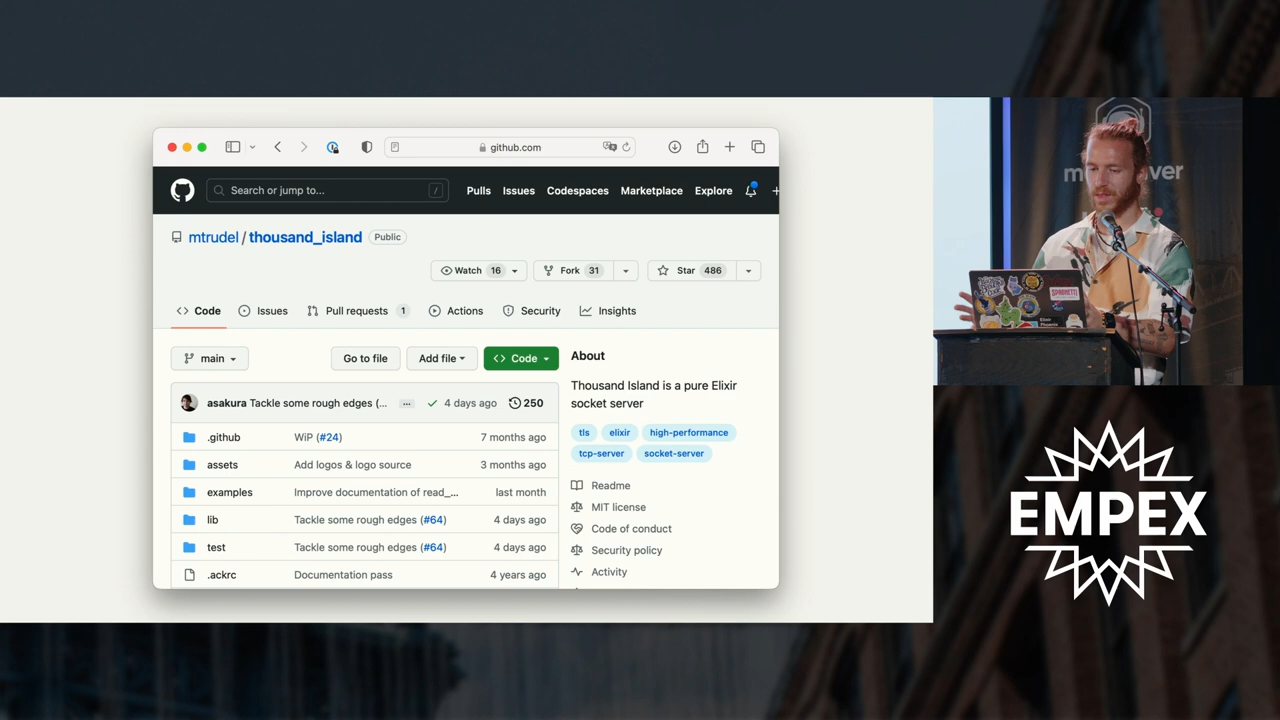 github.com
Search or jump to... /
Pulls Issues Codespaces Marketplace Explore
mtrudel / thousand_island Public
Watch 16 Fork 31 Star 486
Code Issues Pull requests 1 Actions Security Insights
main Go to file Add file Code
asakura Tackle some rough edges (... ... 4 days ago 250
.github WiP (#24) 7 months ago
assets Add logos & logo source 3 months ago
examples Improve documentation of read_... last month
lib Tackle some rough edges (#64) 4 days ago
test Tackle some rough edges (#64) 4 days ago
.ackrc Documentation pass 4 years ago
About
Thousand Island is a pure Elixir
socket server
tls elixir high-performance
tcp-server socket-server
Readme
MIT license
Code of conduct
Security policy
Activity
SPAGHETTI
EMPEX